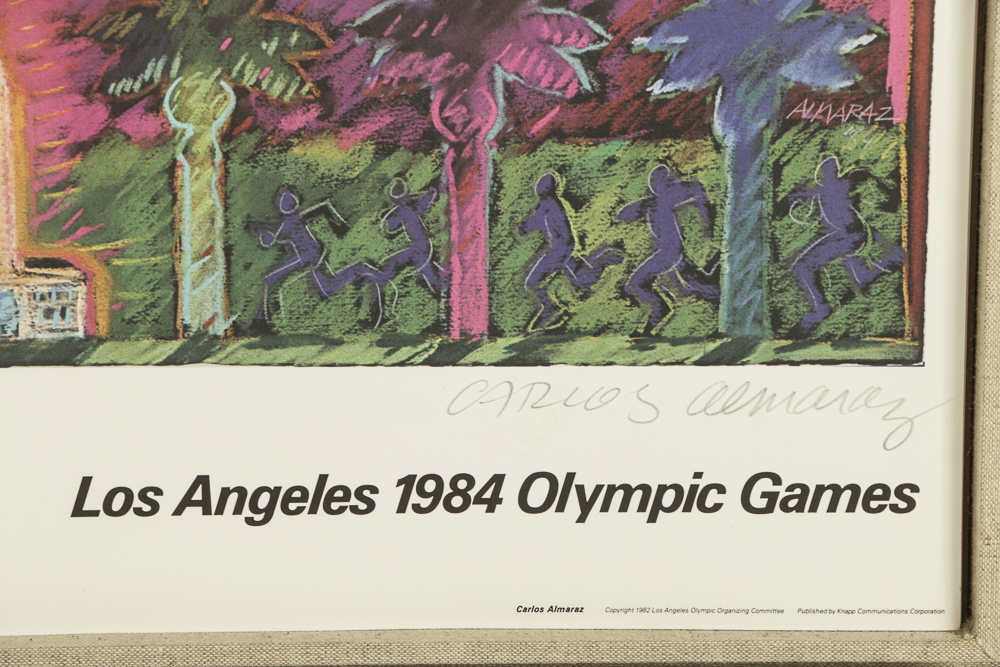 ALMARAZ
CARLOS Almaraz
Los Angeles 1984 Olympic Games
Carlos Almaraz Copyright 1982 Los Angeles Olympic Organizing Committee Published by Knapp Communications Corporation